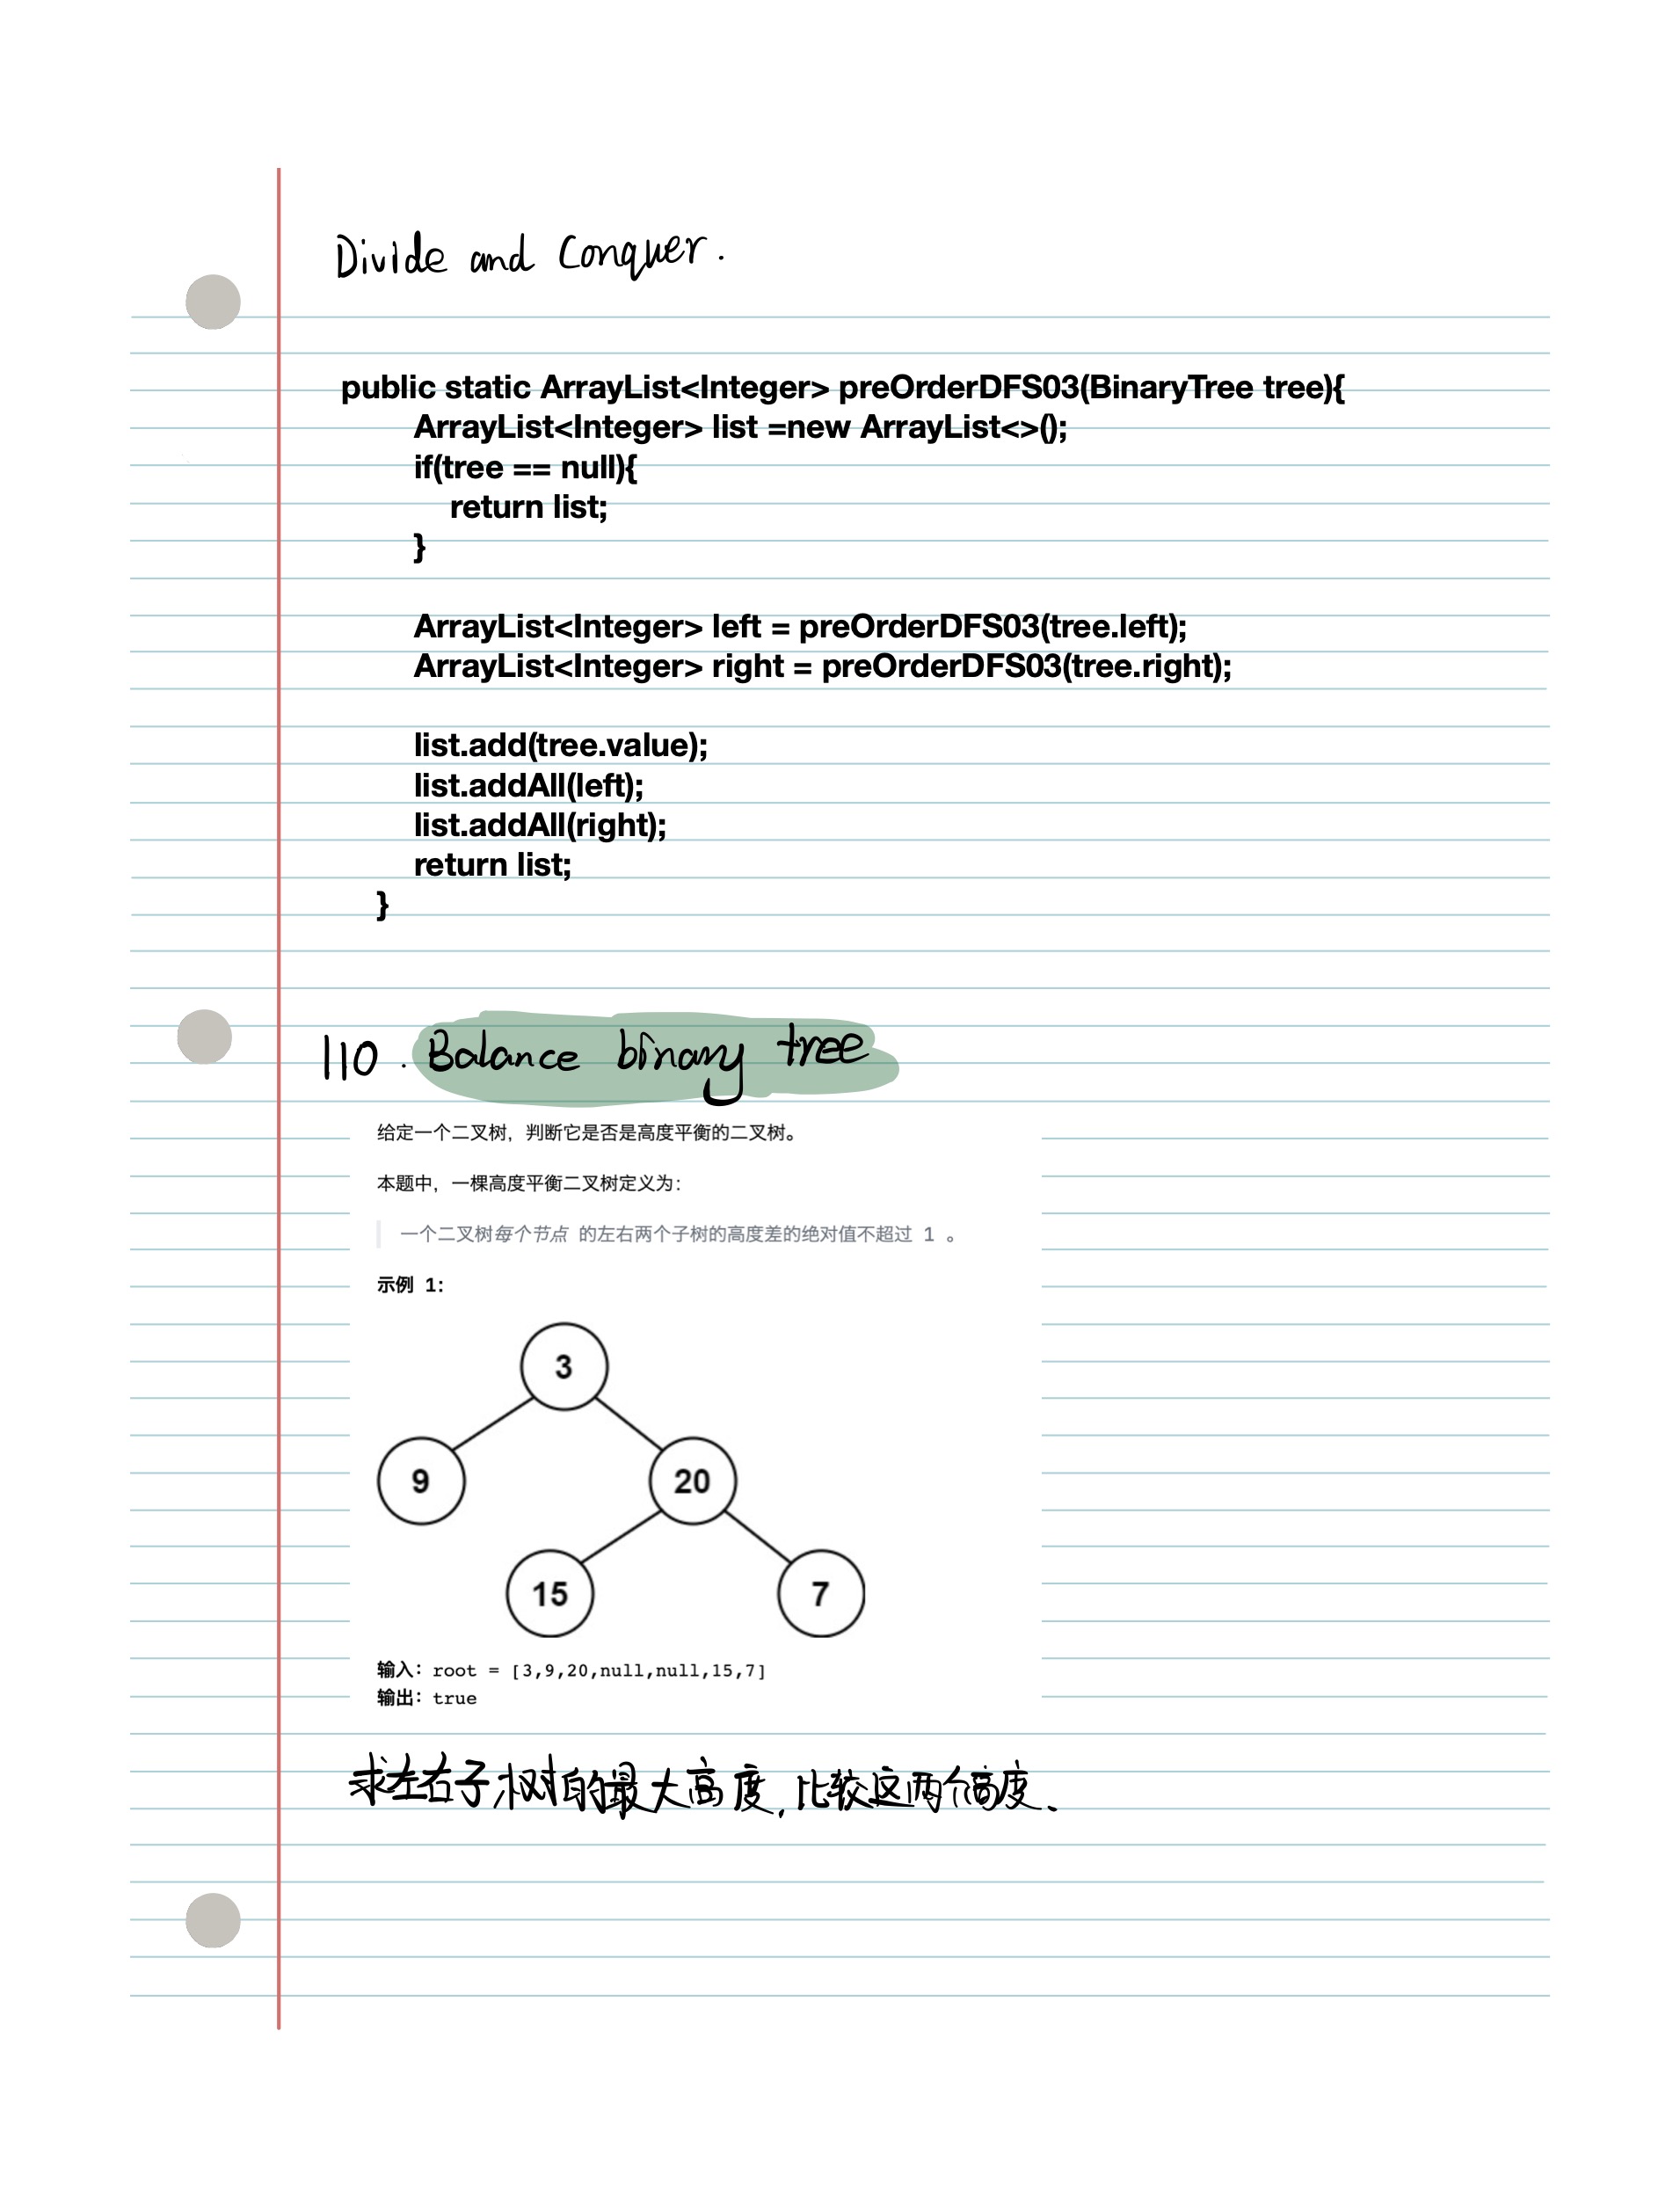 Divide and Conquer.
public static ArrayList<Integer> preOrderDFS03(BinaryTree tree){
ArrayList<Integer> list =new ArrayList<>();
if(tree == null){
return list;
}
ArrayList<Integer> left = preOrderDFS03(tree.left);
ArrayList<Integer> right = preOrderDFS03(tree.right);
list.add(tree.value);
list.addAll(left);
list.addAll(right);
return list;
}
110. Balance binary tree
给定一个二叉树，判断它是否是高度平衡的二叉树。
本题中，一棵高度平衡二叉树定义为：
一个二叉树每个节点 的左右两个子树的高度差的绝对值不超过 1 。
示例 1:
3
9 20
15 7
输入：root = [3,9,20,null,null,15,7]
输出：true
求左右子树的最大高度,比较这两个高度、